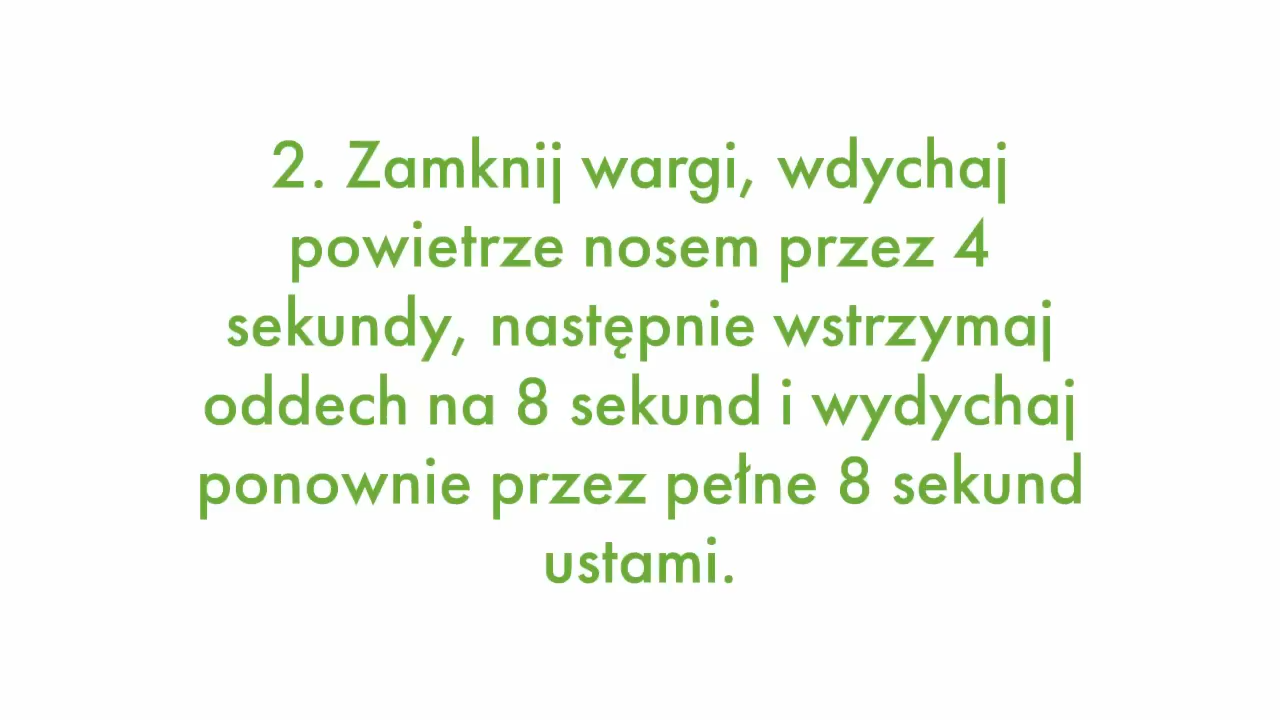 2. Zamknij wargi, wdychaj
powietrze nosem przez 4
sekundy, następnie wstrzymaj
oddech na 8 sekund i wydychaj
ponownie przez pełne 8 sekund
ustami.